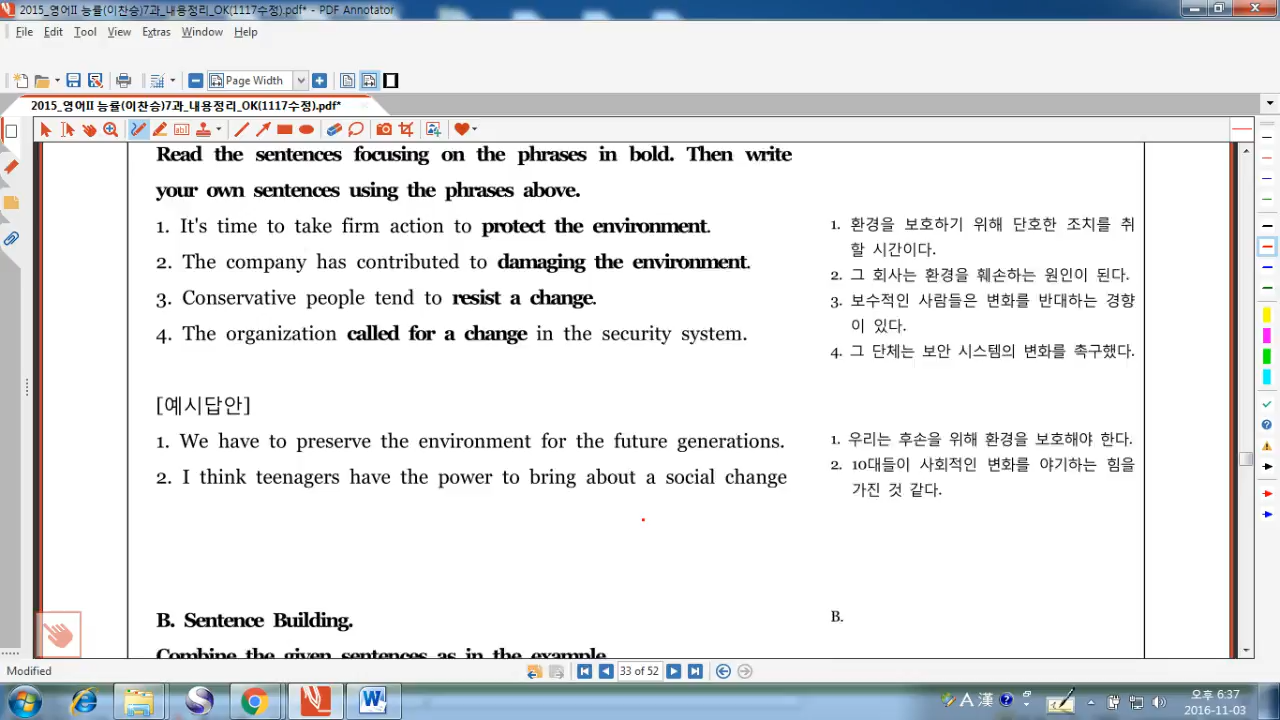 2015_영어II 능률(이찬승)7과_내용정리_OK(1117수정).pdf* - PDF Annotator
File Edit Tool View Extras Window Help
Page Width
2015_영어II 능률(이찬승)7과_내용정리_OK(1117수정).pdf*
Read the sentences focusing on the phrases in bold. Then write
your own sentences using the phrases above.
1. It's time to take firm action to protect the environment.
2. The company has contributed to damaging the environment.
3. Conservative people tend to resist a change.
4. The organization called for a change in the security system.
[예시답안]
1. We have to preserve the environment for the future generations.
2. I think teenagers have the power to bring about a social change
B. Sentence Building.
Combine the given sentences as in the example.
1. 환경을 보호하기 위해 단호한 조치를 취
할 시간이다.
2. 그 회사는 환경을 훼손하는 원인이 된다.
3. 보수적인 사람들은 변화를 반대하는 경향
이 있다.
4. 그 단체는 보안 시스템의 변화를 촉구했다.
1. 우리는 후손을 위해 환경을 보호해야 한다.
2. 10대들이 사회적인 변화를 야기하는 힘을
가진 것 같다.
B.
Modified
33 of 52
A 漢
오후 6:37
2016-11-03